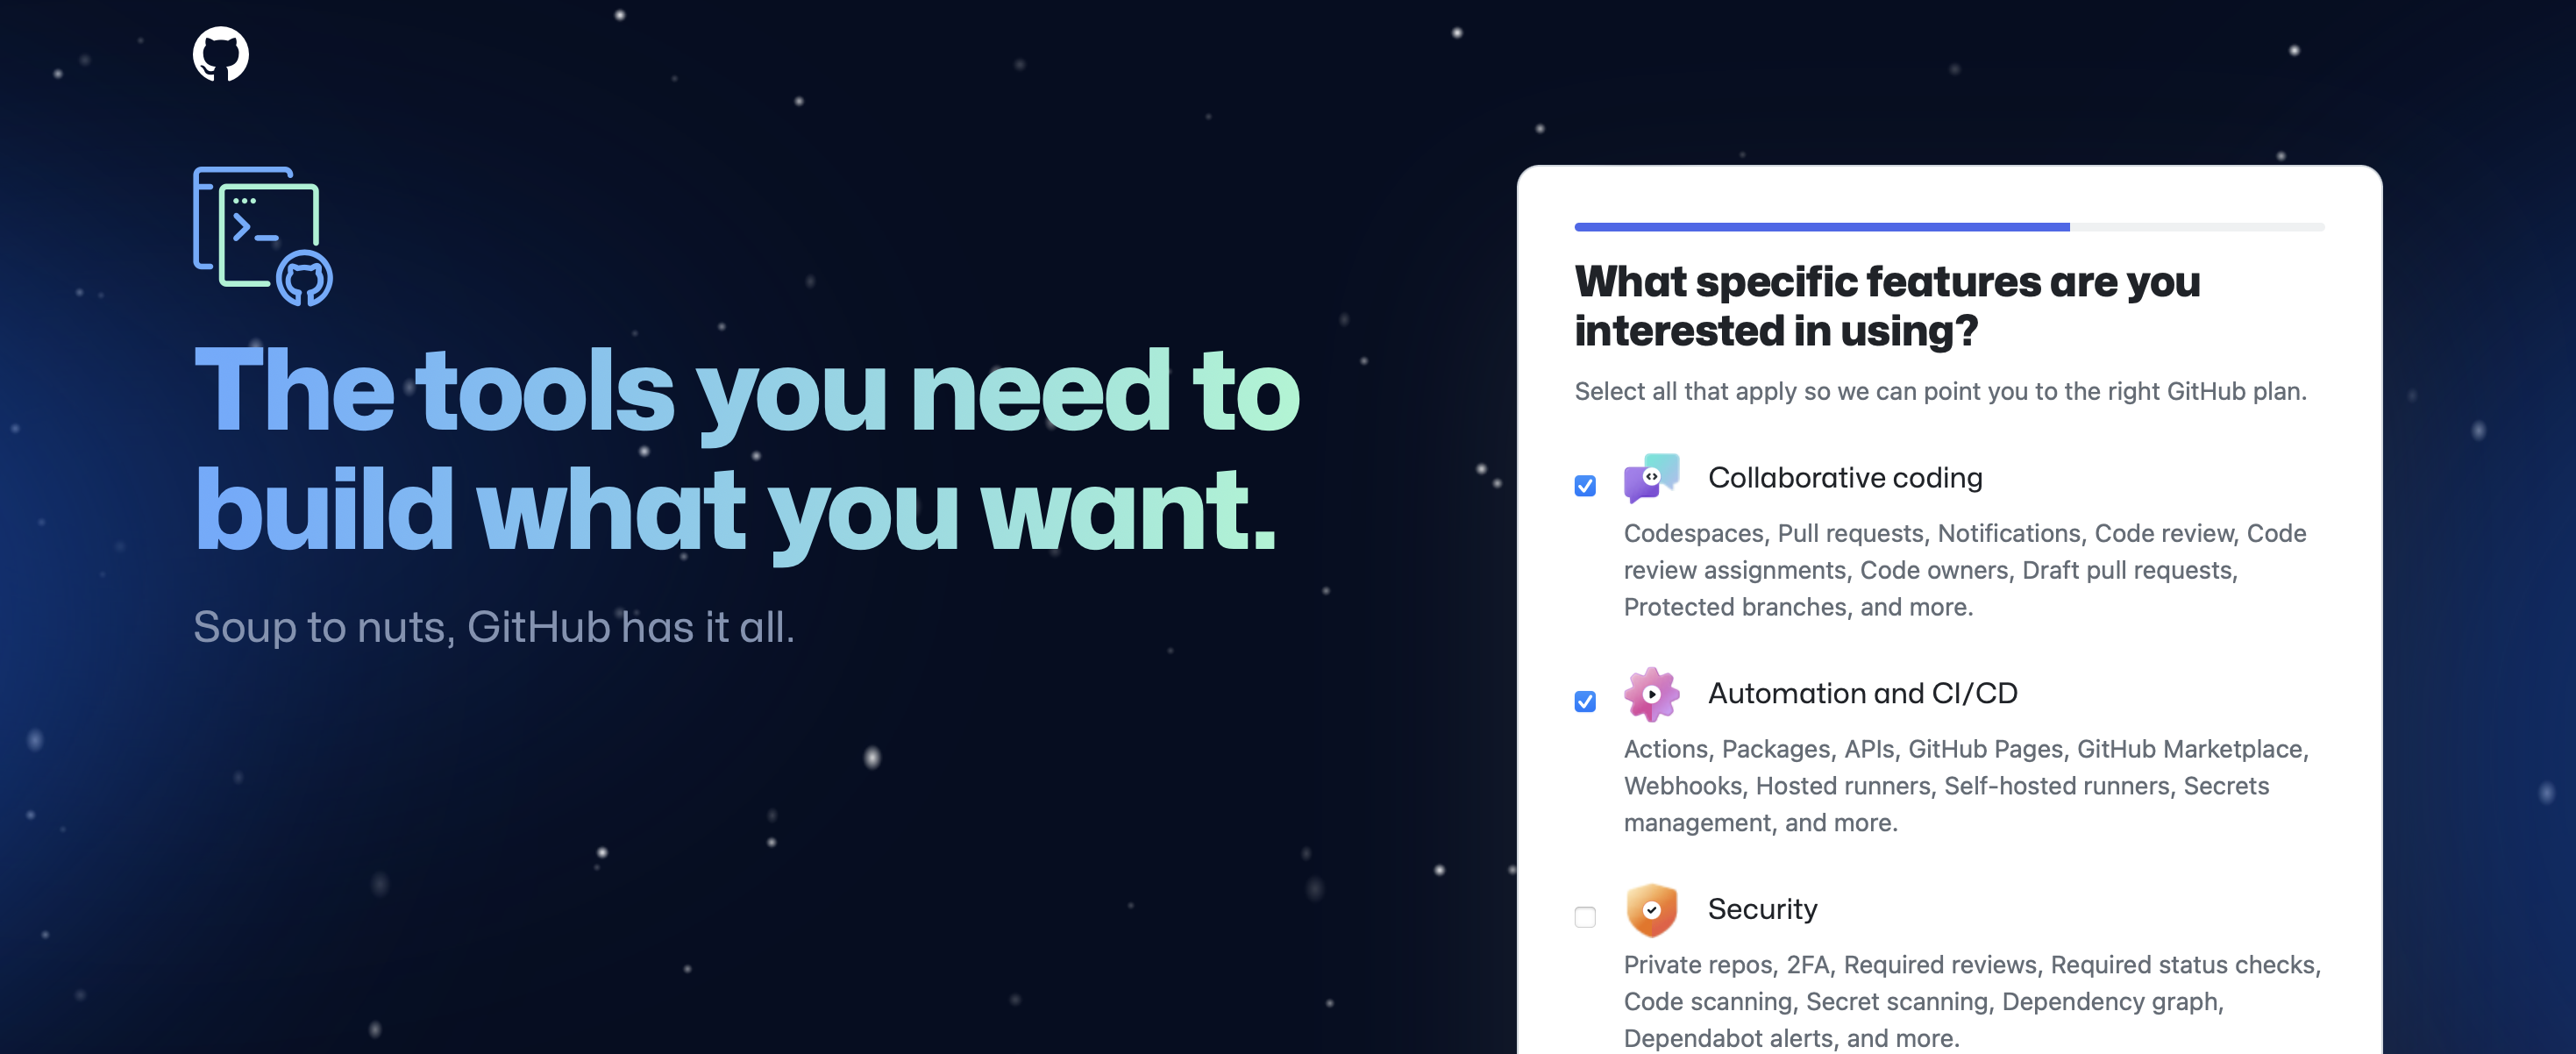 The tools you need to
build what you want.
Soup to nuts, GitHub has it all.
What specific features are you
interested in using?
Select all that apply so we can point you to the right GitHub plan.
Collaborative coding
Codespaces, Pull requests, Notifications, Code review, Code
review assignments, Code owners, Draft pull requests,
Protected branches, and more.
Automation and CI/CD
Actions, Packages, APIs, GitHub Pages, GitHub Marketplace,
Webhooks, Hosted runners, Self-hosted runners, Secrets
management, and more.
Security
Private repos, 2FA, Required reviews, Required status checks,
Code scanning, Secret scanning, Dependency graph,
Dependabot alerts, and more.